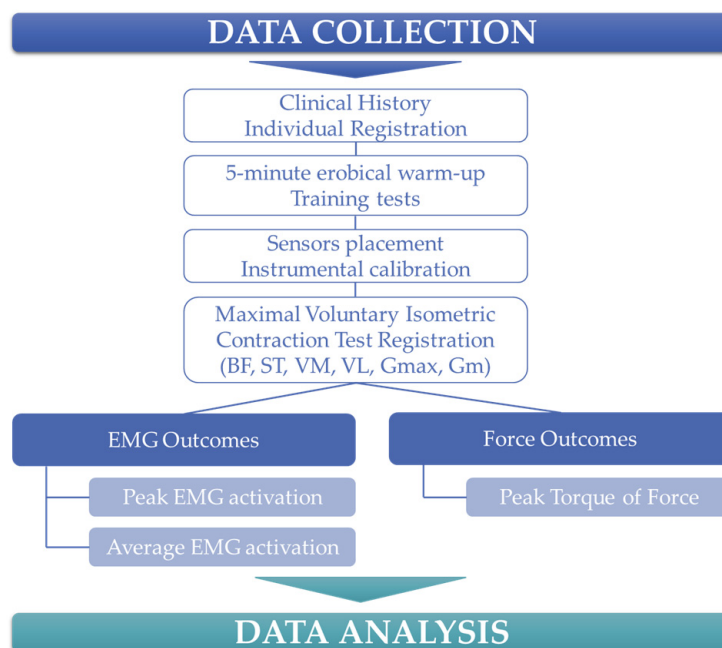 DATA COLLECTION
Clinical History
Individual Registration
5-minute erobical warm-up
Training tests
Sensors placement
Instrumental calibration
Maximal Voluntary Isometric
Contraction Test Registration
(BF, ST, VM, VL, Gmax, Gm)
EMG Outcomes
Force Outcomes
Peak EMG activation
Peak Torque of Force
Average EMG activation
DATA ANALYSIS